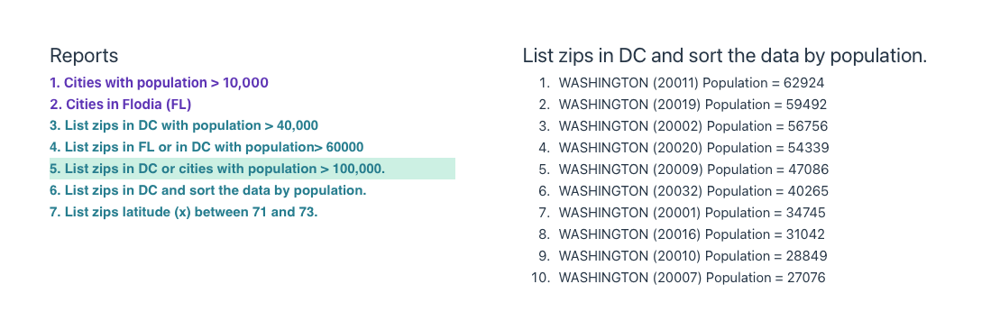 Reports
1. Cities with population > 10,000
2. Cities in Flodia (FL)
3. List zips in DC with population > 40,000
4. List zips in FL or in DC with population> 60000
5. List zips in DC or cities with population > 100,000.
6. List zips in DC and sort the data by population.
7. List zips latitude (x) between 71 and 73.
List zips in DC and sort the data by population.
1. WASHINGTON (20011) Population = 62924
2. WASHINGTON (20019) Population = 59492
3. WASHINGTON (20002) Population = 56756
4. WASHINGTON (20020) Population = 54339
5. WASHINGTON (20009) Population = 47086
6. WASHINGTON (20032) Population = 40265
7. WASHINGTON (20001) Population = 34745
8. WASHINGTON (20016) Population = 31042
9. WASHINGTON (20010) Population = 28849
10. WASHINGTON (20007) Population = 27076